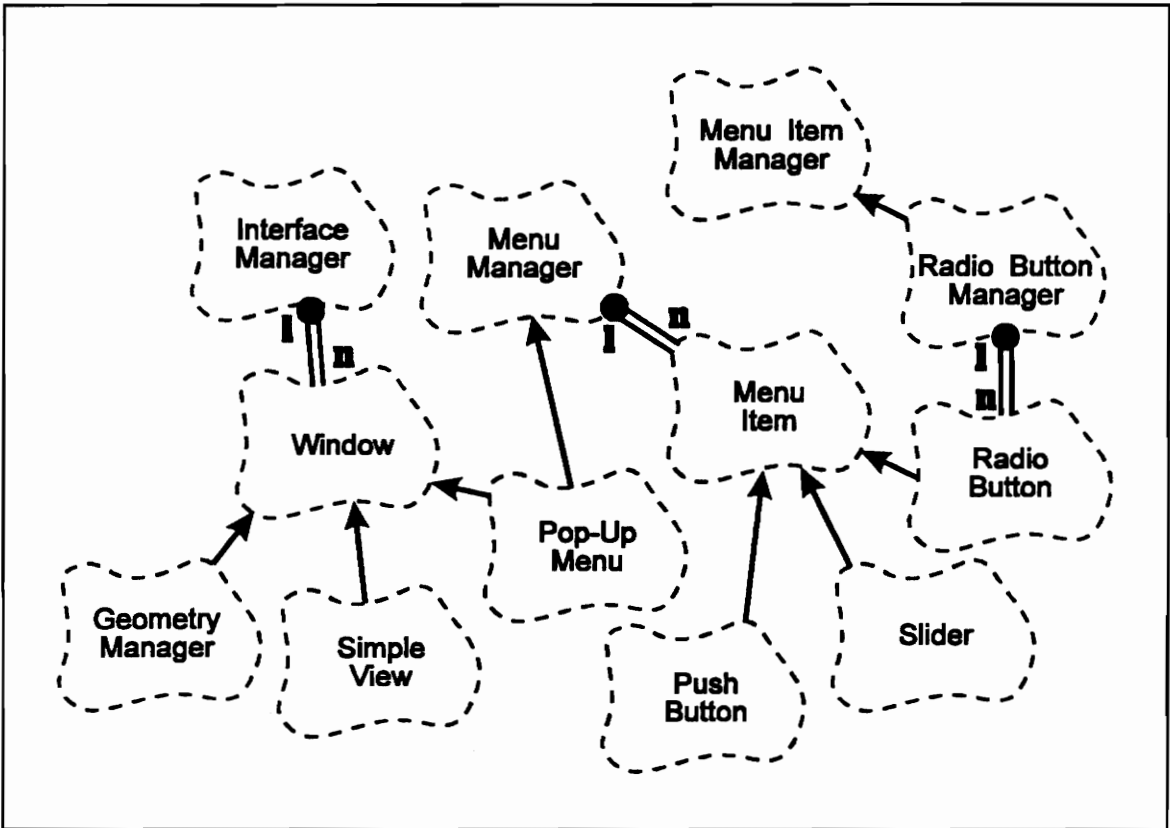 Menu Item
Manager
Interface
Manager
Menu
Manager
Radio Button
Manager
1
n
1
n
1
n
Window
Menu
Item
Radio
Button
Pop-Up
Menu
Geometry
Manager
Simple
View
Push
Button
Slider